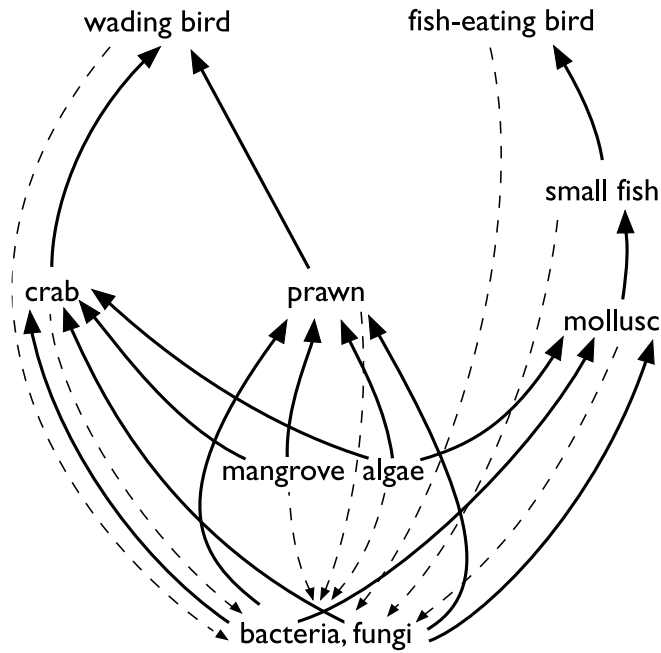 wading bird
fish-eating bird
small fish
crab
prawn
mollusc
mangrove
algae
bacteria, fungi